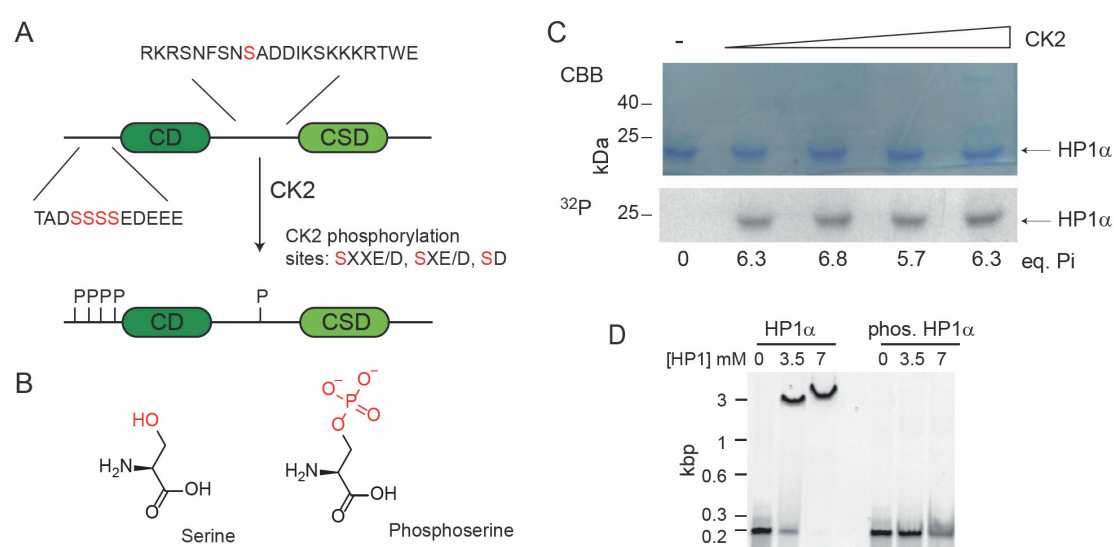 A
RKRSNFSNSADDIKSKKKRTWE
CD
CSD
TADSSSSEDEEE
CK2
CK2 phosphorylation
sites: SXXE/D, SXE/D, SD
PPPP
P
CD
CSD
B
HO
H₂N
OH
O
Serine
O⁻
O⁻
P
O
O
H₂N
OH
O
Phosphoserine
C
- CK2
CBB
40
25
kDa
HP1α
³²P
25
HP1α
0 6.3 6.8 5.7 6.3 eq. Pi
D
HP1α phos. HP1α
[HP1] mM 0 3.5 7 0 3.5 7
3
1
0.6
0.3
0.2
kbp